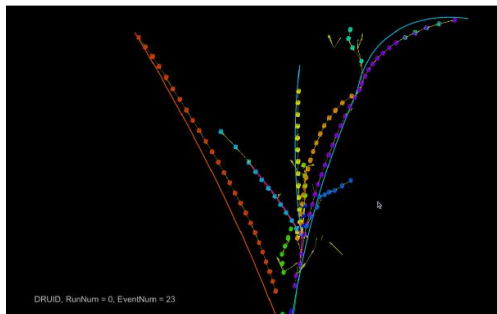 DRUID, RunNum = 0, EventNum = 23